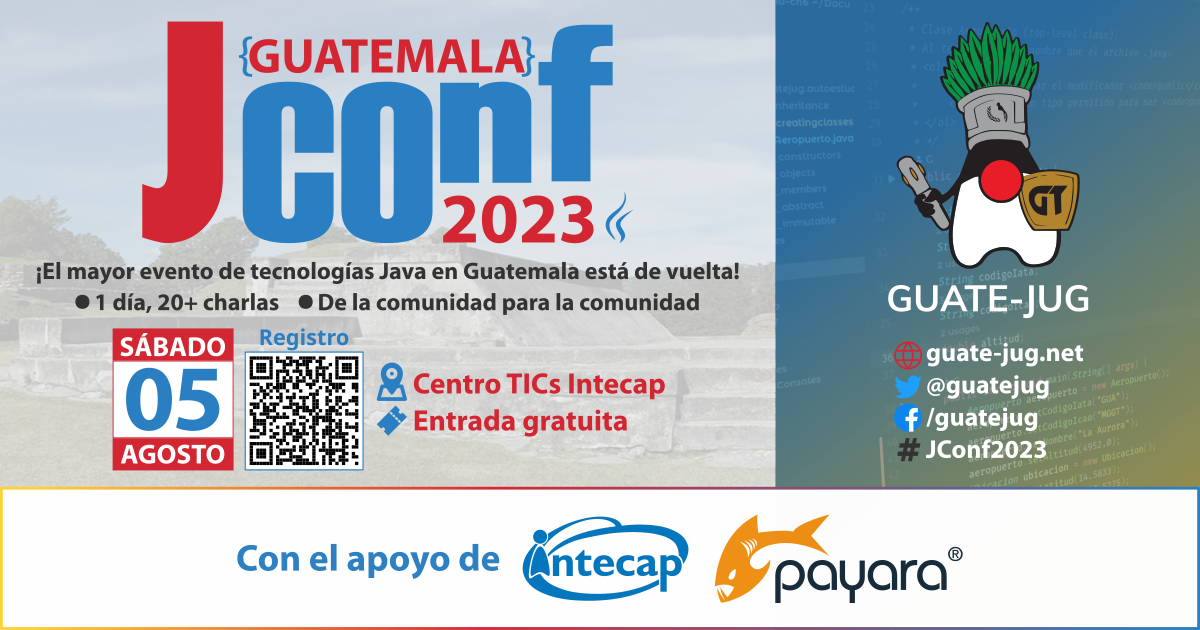 {GUATEMALA}
Jconf
2023
¡El mayor evento de tecnologías Java en Guatemala está de vuelta!
● 1 día, 20+ charlas ● De la comunidad para la comunidad
SÁBADO
05
AGOSTO
Registro
Centro TICs Intecap
Entrada gratuita
GT
GUATE-JUG
guate-jug.net
@guatejug
/guatejug
# JConf2023
Con el apoyo de
intecap
payara®